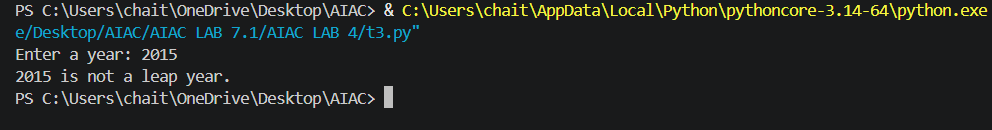 PS C:\Users\chait\OneDrive\Desktop\AIAC> & C:\Users\chait\AppData\Local\Python\pythoncore-3.14-64\python.exe
e/Desktop/AIAC/AIAC LAB 7.1/AIAC LAB 4/t3.py"
Enter a year: 2015
2015 is not a leap year.
PS C:\Users\chait\OneDrive\Desktop\AIAC>